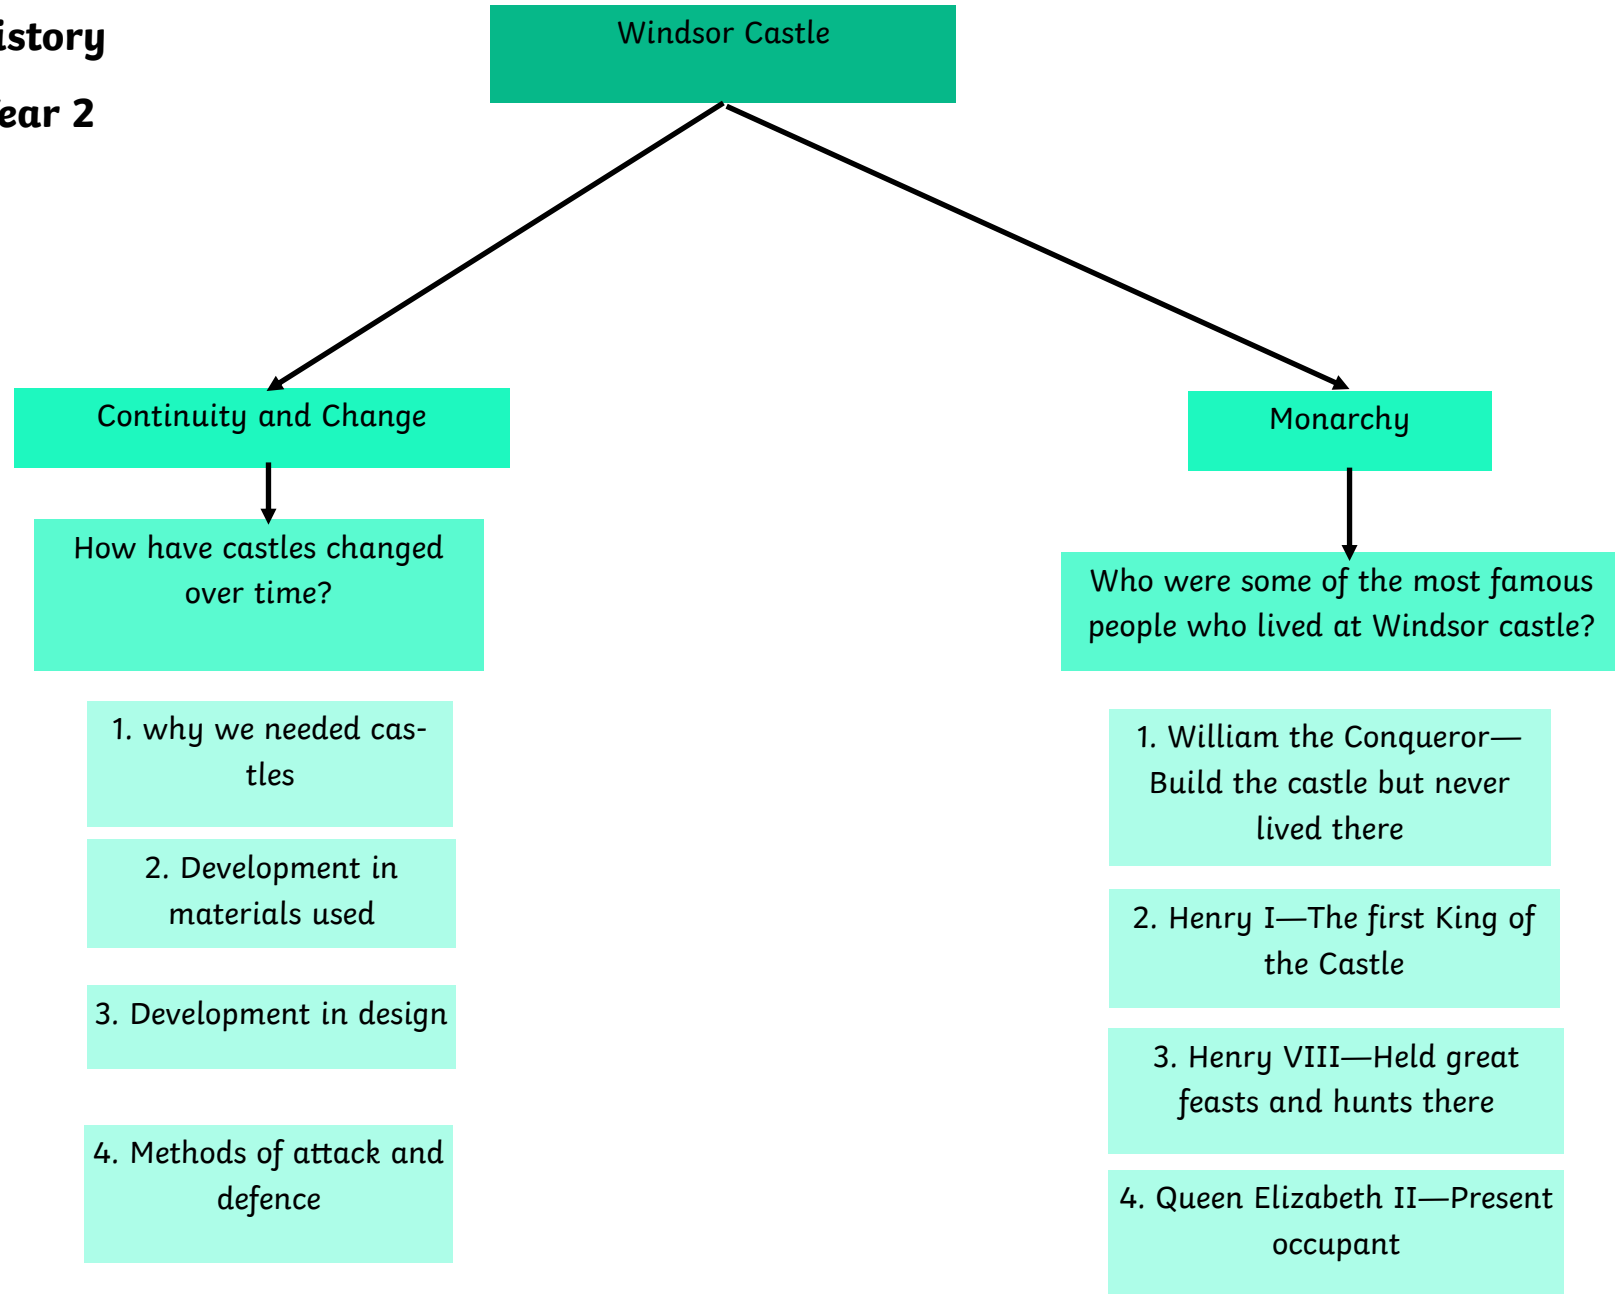 istory
ear 2
Windsor Castle
Continuity and Change
How have castles changed
over time?
1. why we needed cas-
tles
2. Development in
materials used
3. Development in design
4. Methods of attack and
defence
Monarchy
Who were some of the most famous
people who lived at Windsor castle?
1. William the Conqueror—
Build the castle but never
lived there
2. Henry I—The first King of
the Castle
3. Henry VIII—Held great
feasts and hunts there
4. Queen Elizabeth II—Present
occupant